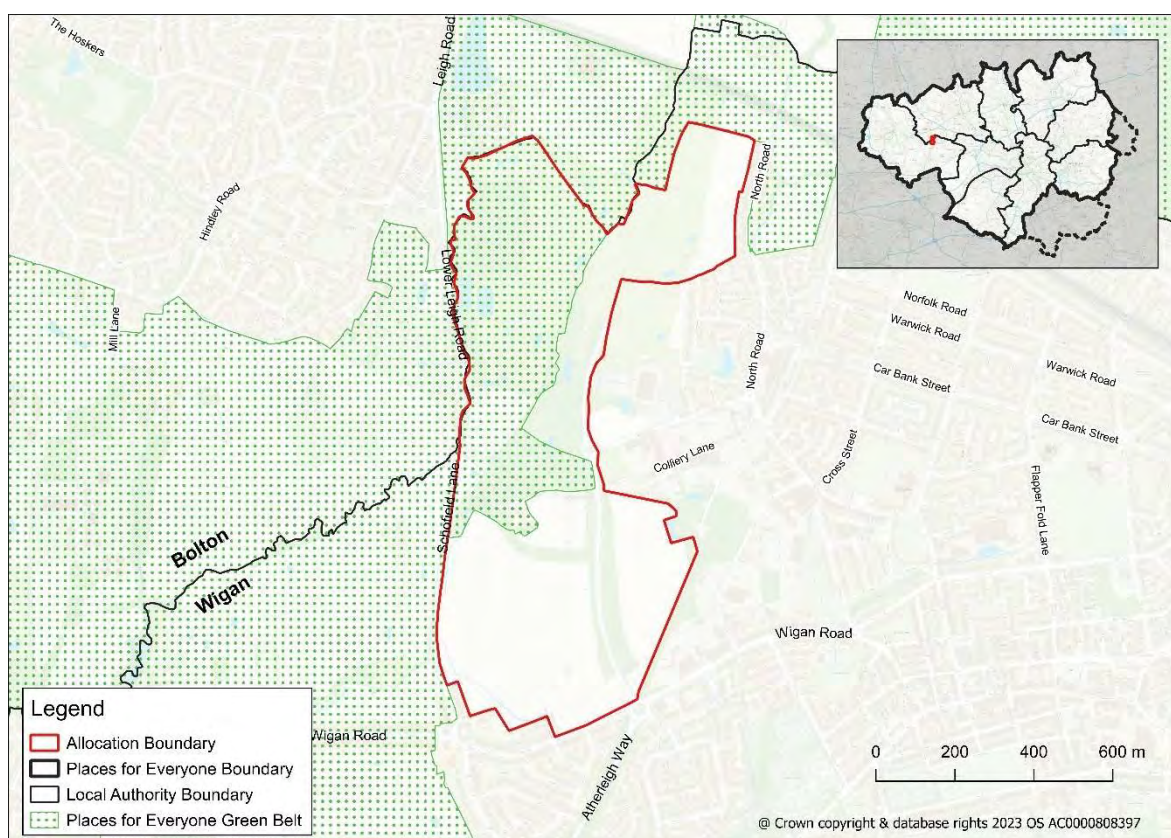 The Hoskers
Leigh Road
Hindley Road
Mill Lane
Lower Leigh Road
North Road
Norfolk Road
Warwick Road
Warwick Road
North Road
Car Bank Street
Car Bank Street
Cross Street
Colliery Lane
Flapper Fold Lane
Schofield Lane
Bolton
Wigan
Wigan Road
Wigan Road
Atherleigh Way
Legend
Allocation Boundary
Places for Everyone Boundary
Local Authority Boundary
Places for Everyone Green Belt
0 200 400 600 m
@ Crown copyright & database rights 2023 OS AC0000808397